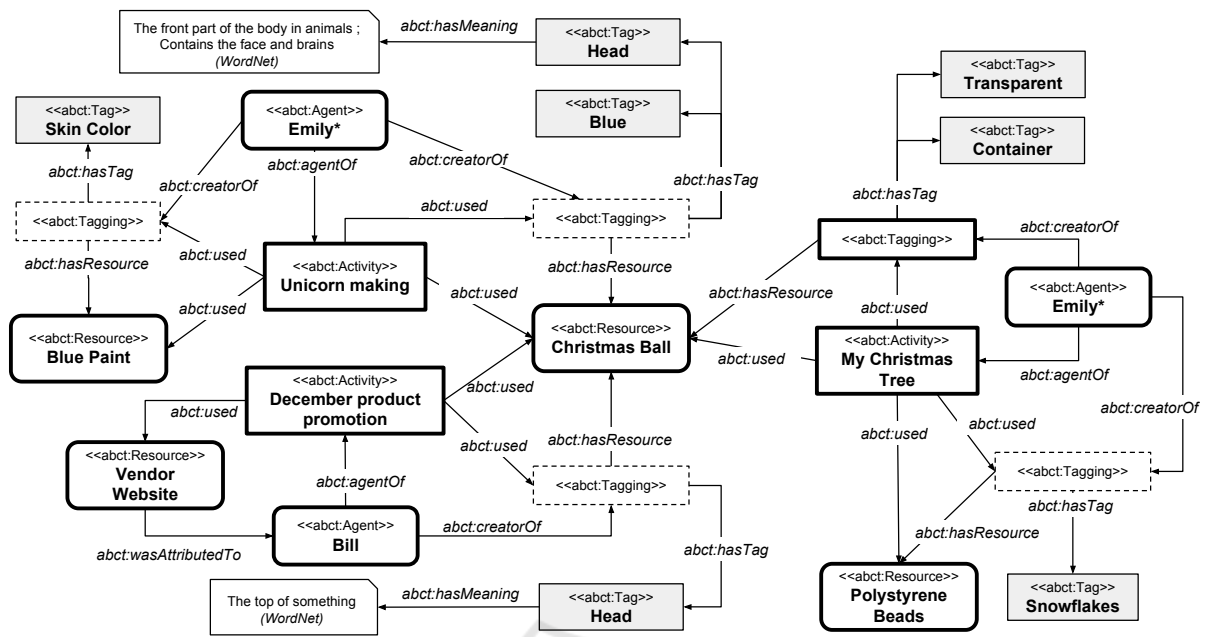 The front part of the body in animals ;
Contains the face and brains
(WordNet)
abct:hasMeaning
<<abct:Tag>>
Head
<<abct:Tag>>
Transparent
<<abct:Tag>>
Skin Color
<<abct:Agent>>
Emily*
<<abct:Tag>>
Blue
<<abct:Tag>>
Container
abct:hasTag
abct:creatorOf
abct:agentOf
abct:creatorOf
abct:hasTag
abct:hasTag
<<abct:Tagging>>
abct:used
<<abct:Tagging>>
<<abct:Tagging>>
abct:creatorOf
abct:hasResource
abct:used
<<abct:Activity>>
Unicorn making
abct:hasResource
abct:used
abct:hasResource
abct:used
<<abct:Agent>>
Emily*
abct:used
<<abct:Resource>>
Blue Paint
<<abct:Resource>>
Christmas Ball
abct:used
<<abct:Activity>>
My Christmas
Tree
abct:agentOf
<<abct:Activity>>
December product
promotion
abct:used
abct:used
abct:used
abct:hasResource
abct:used
abct:used
abct:creatorOf
<<abct:Resource>>
Vendor
Website
abct:agentOf
<<abct:Tagging>>
<<abct:Tagging>>
abct:wasAttributedTo
<<abct:Agent>>
Bill
abct:creatorOf
abct:hasTag
abct:hasResource
abct:hasTag
The top of something
(WordNet)
abct:hasMeaning
<<abct:Tag>>
Head
<<abct:Resource>>
Polystyrene
Beads
<<abct:Tag>>
Snowflakes